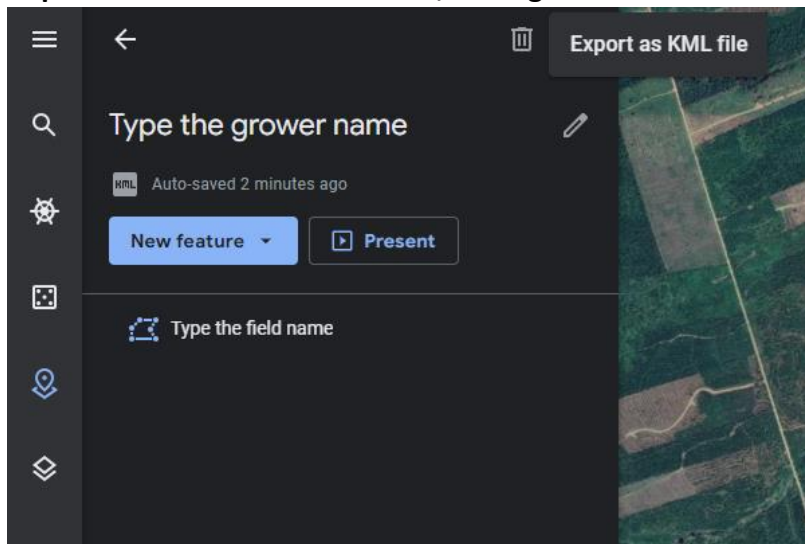 Export as KML file
Type the grower name
KML Auto-saved 2 minutes ago
New feature
Present
Type the field name